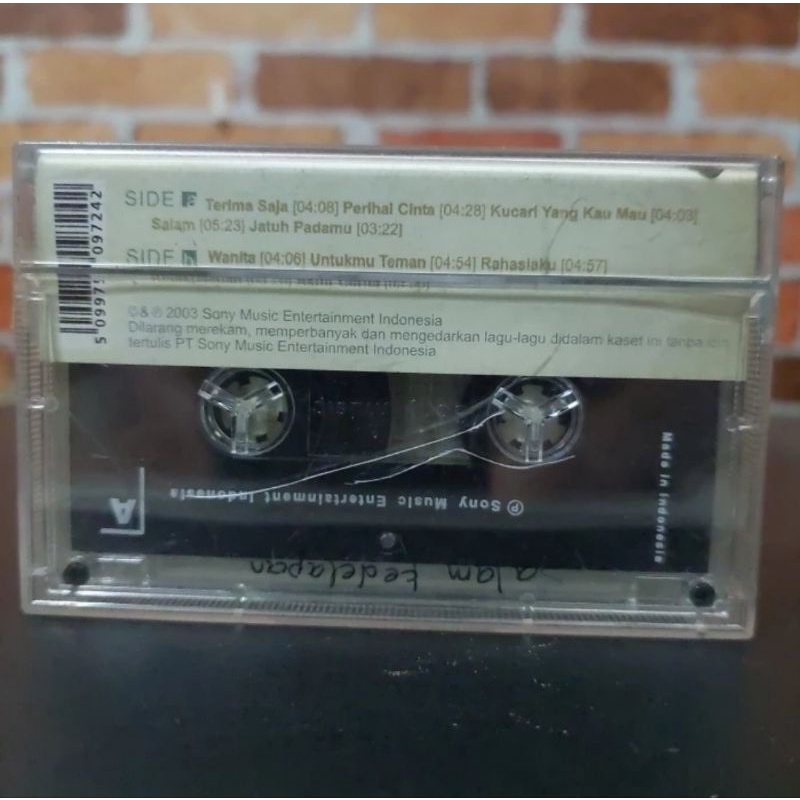 SIDE a Terima Saja [04:08] Perihal Cinta [04:28] Kucari Yang Kau Mau [04:03]
Salam [05:23] Jatuh Padamu [03:22]
SIDE b Wanita [04:06] Untukmu Teman [04:54] Rahasiaku [04:57]
©&℗ 2003 Sony Music Entertainment Indonesia
Dilarang merekam, memperbanyak dan mengedarkan lagu-lagu didalam kaset ini tanpa izin
tertulis PT Sony Music Entertainment Indonesia
5 09975 097242
Made in Indonesia
℗ Sony Music Entertainment Indonesia
A
alam kedelapan